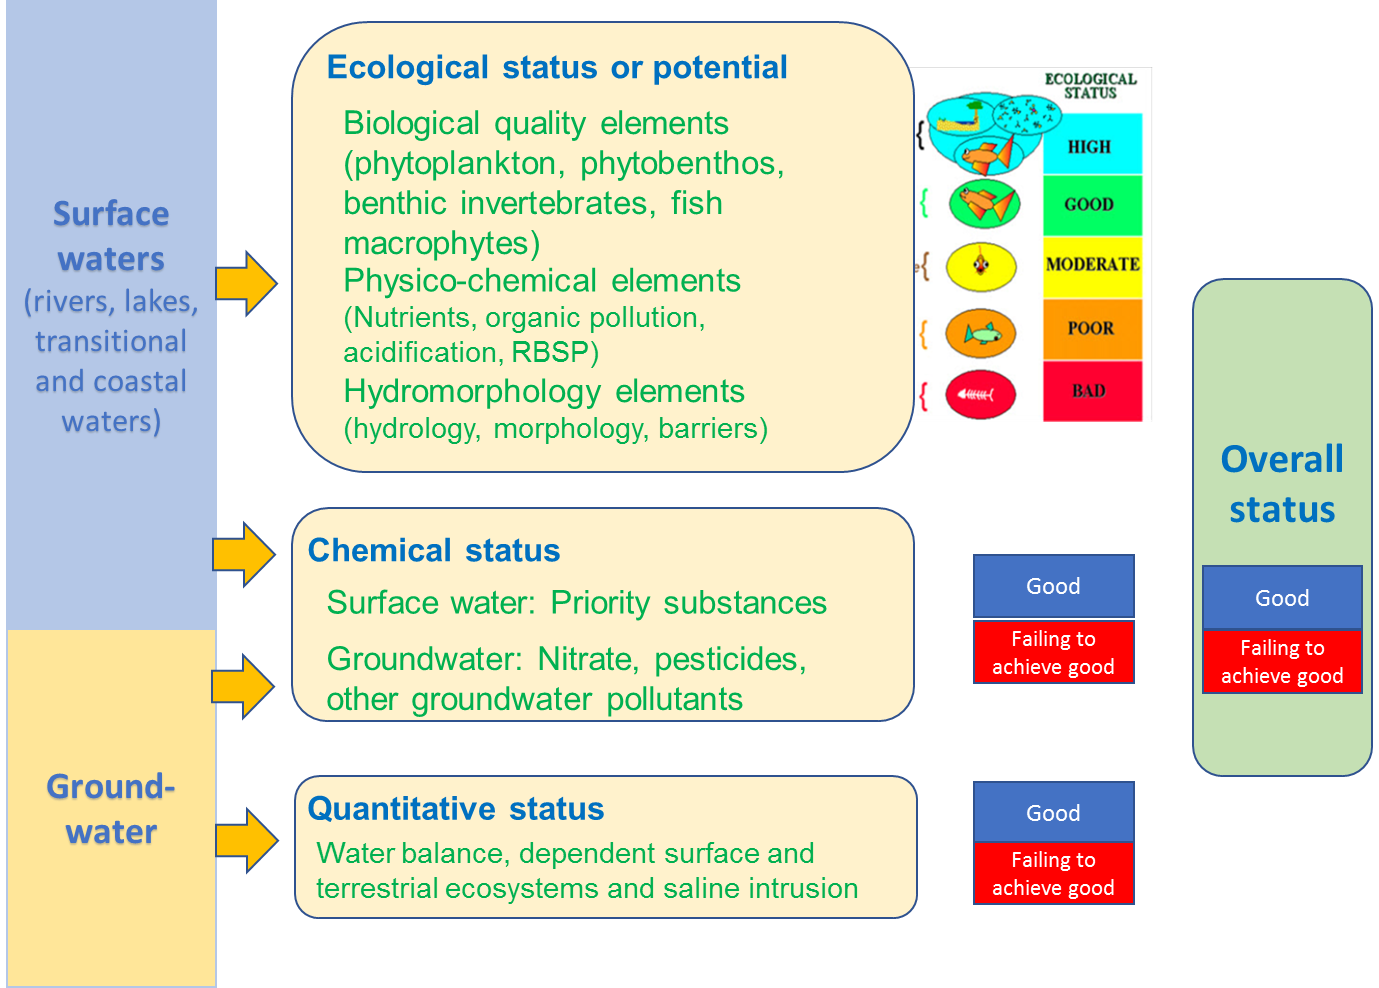 Surface
waters
(rivers, lakes,
transitional
and coastal
waters)
Ground-
water
Ecological status or potential
Biological quality elements
(phytoplankton, phytobenthos,
benthic invertebrates, fish
macrophytes)
Physico-chemical elements
(Nutrients, organic pollution,
acidification, RBSP)
Hydromorphology elements
(hydrology, morphology, barriers)
ECOLOGICAL
STATUS
HIGH
GOOD
MODERATE
POOR
BAD
Chemical status
Surface water: Priority substances
Groundwater: Nitrate, pesticides,
other groundwater pollutants
Good
Failing to
achieve good
Quantitative status
Water balance, dependent surface and
terrestrial ecosystems and saline intrusion
Good
Failing to
achieve good
Overall
status
Good
Failing to
achieve good